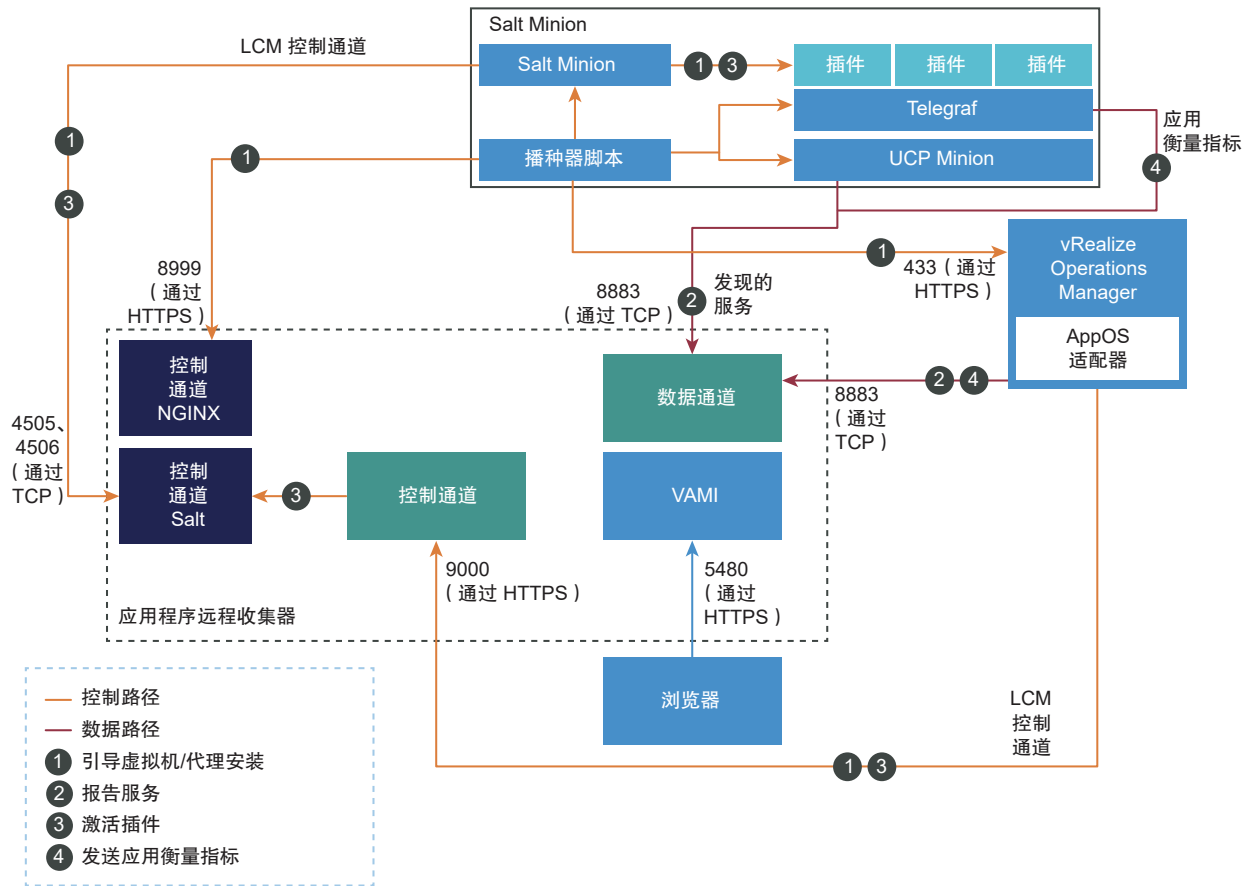 Salt Minion
LCM 控制通道
Salt Minion
1
3
插件
插件
插件
Telegraf
应用
衡量指标
1
播种器脚本
1
UCP Minion
4
3
1
vRealize
Operations
Manager
8999
（通过
HTTPS）
433（通过
HTTPS）
8883
（通过 TCP）
2
发现的
服务
AppOS
适配器
控制
通道
NGINX
数据通道
2
4
8883
（通过
TCP）
4505、
4506
（通过
TCP）
控制
通道
Salt
3
控制通道
VAMI
9000
（通过 HTTPS）
5480
（通过
HTTPS）
应用程序远程收集器
浏览器
LCM
控制
通道
1
3
控制路径
数据路径
1 引导虚拟机/代理安装
2 报告服务
3 激活插件
4 发送应用衡量指标